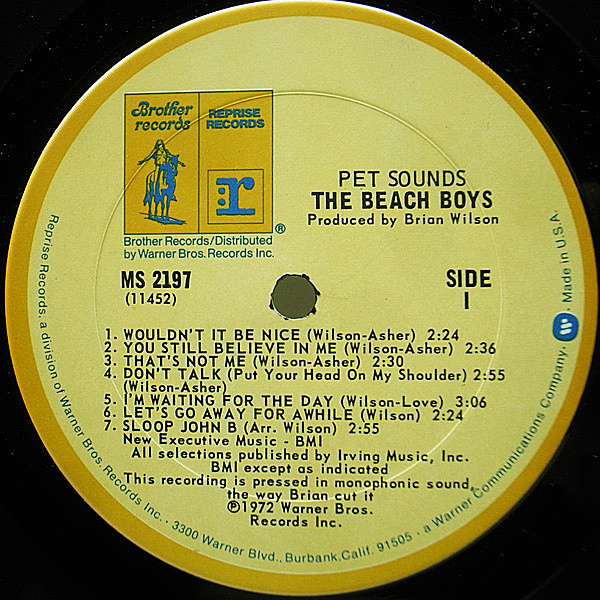 Brother
records
REPRISE
RECORDS
r
®
Brother Records/Distributed
by Warner Bros. Records Inc.
PET SOUNDS
THE BEACH BOYS
Produced by Brian Wilson
MS 2197
(11452)
SIDE
I
1. WOULDN'T IT BE NICE (Wilson-Asher) 2:24
2. YOU STILL BELIEVE IN ME (Wilson-Asher) 2:36
3. THAT'S NOT ME (Wilson-Asher) 2:30
4. DON'T TALK (Put Your Head On My Shoulder) 2:55
(Wilson-Asher)
5. I'M WAITING FOR THE DAY (Wilson-Love) 3:06
6. LET'S GO AWAY FOR AWHILE (Wilson) 2:24
7. SLOOP JOHN B (Arr. Wilson) 2:55
New Executive Music - BMI
All selections published by Irving Music, Inc.
BMI except as indicated
This recording is pressed in monophonic sound,
the way Brian cut it
℗1972 Warner Bros.
Records Inc.
Reprise Records, a division of Warner Bros. Records Inc. · 3300 Warner Blvd., Burbank, Calif. 91505 · a Warner Communications Company. W Made in U.S.A.